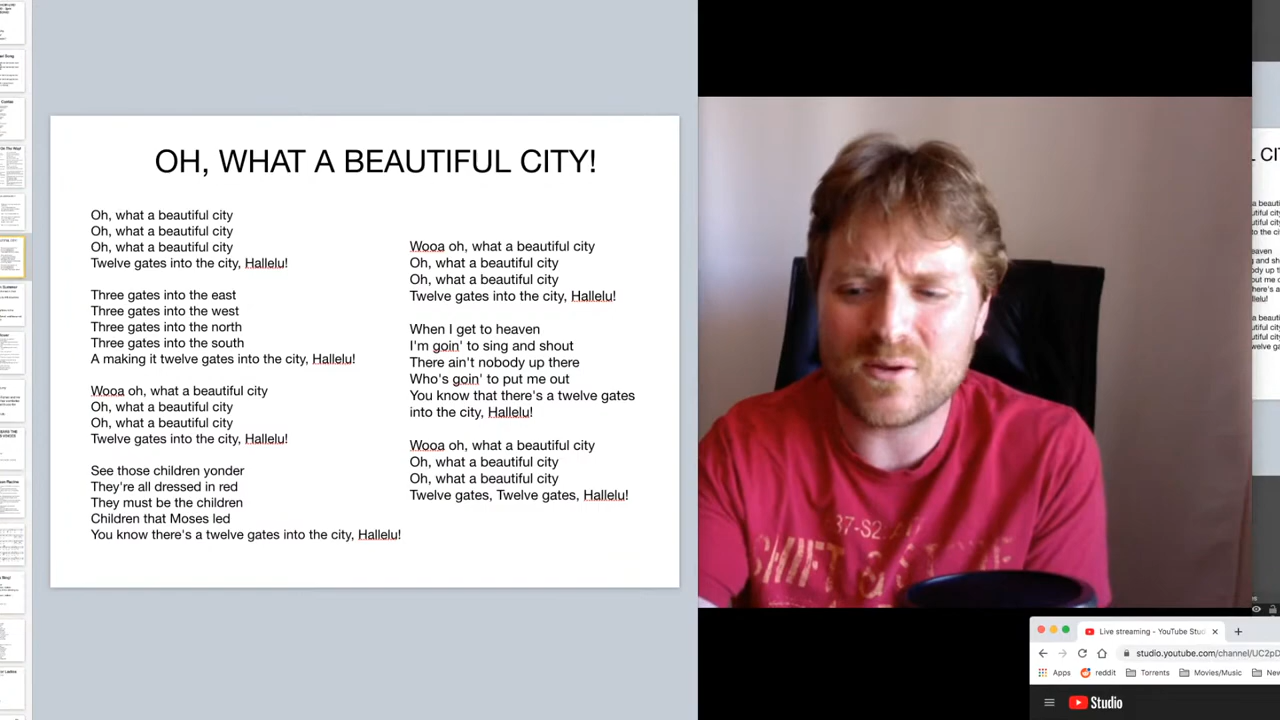 OH, WHAT A BEAUTIFUL CITY!
Oh, what a beautiful city
Oh, what a beautiful city
Oh, what a beautiful city
Twelve gates into the city, Hallelu!
Three gates into the east
Three gates into the west
Three gates into the north
Three gates into the south
A making it twelve gates into the city, Hallelu!
Wooa oh, what a beautiful city
Oh, what a beautiful city
Oh, what a beautiful city
Twelve gates into the city, Hallelu!
See those children yonder
They're all dressed in red
They must be the children
Children that Moses led
You know there's a twelve gates into the city, Hallelu!
Wooa oh, what a beautiful city
Oh, what a beautiful city
Oh, what a beautiful city
Twelve gates into the city, Hallelu!
When I get to heaven
I'm goin' to sing and shout
There ain't nobody up there
Who's goin' to put me out
You know that there's a twelve gates
into the city, Hallelu!
Wooa oh, what a beautiful city
Oh, what a beautiful city
Oh, what a beautiful city
Twelve gates, Twelve gates, Hallelu!
Live streaming - YouTube Stud
studio.youtube.com/channel/UC2pD
Apps reddit Torrents Movies/Music New
Studio